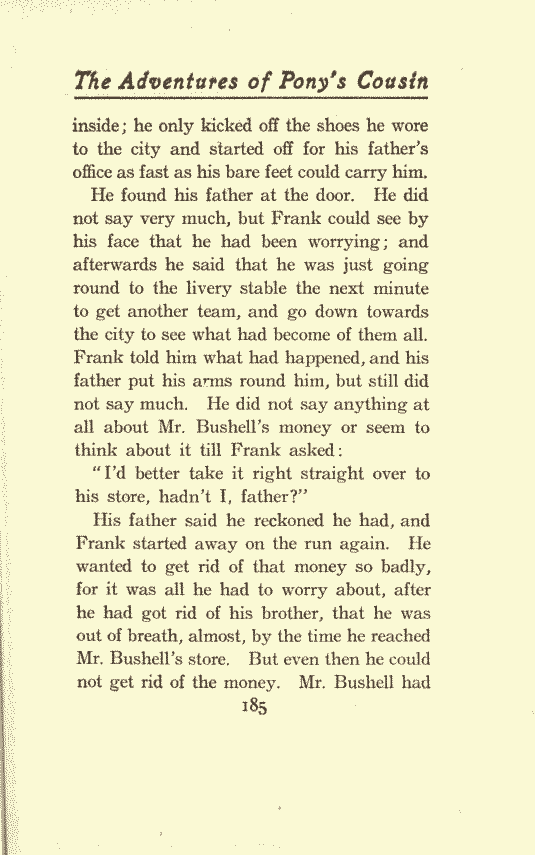 The Adventures of Pony's Cousin
inside; he only kicked off the shoes he wore
to the city and started off for his father's
office as fast as his bare feet could carry him.
He found his father at the door. He did
not say very much, but Frank could see by
his face that he had been worrying; and
afterwards he said that he was just going
round to the livery stable the next minute
to get another team, and go down towards
the city to see what had become of them all.
Frank told him what had happened, and his
father put his arms round him, but still did
not say much. He did not say anything at
all about Mr. Bushell's money or seem to
think about it till Frank asked:
"I'd better take it right straight over to
his store, hadn't I, father?"
His father said he reckoned he had, and
Frank started away on the run again. He
wanted to get rid of that money so badly,
for it was all he had to worry about, after
he had got rid of his brother, that he was
out of breath, almost, by the time he reached
Mr. Bushell's store. But even then he could
not get rid of the money. Mr. Bushell had
185